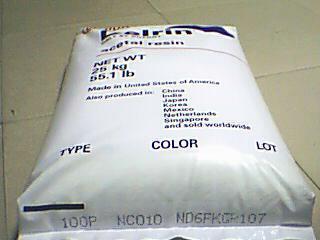 Delrin
acetal resin
NET WT
25 kg
55.1 lb
Made in United States of America
Also produced in: China
India
Japan
Korea
Mexico
Netherlands
Singapore
and sold worldwide
TYPE COLOR LOT
100P NC010